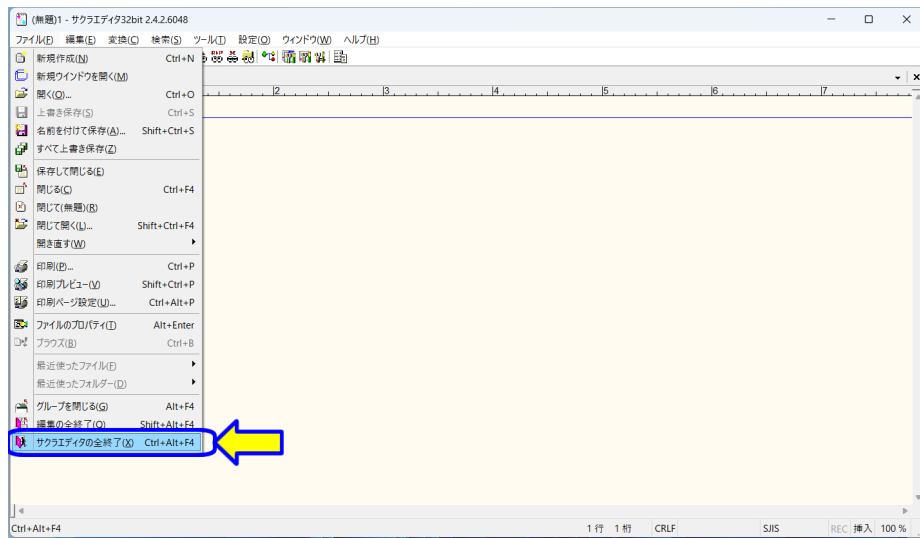 (無題)1 - サクラエディタ32bit 2.4.2.6048
ファイル(F) 編集(E) 変換(C) 検索(S) ツール(T) 設定(O) ウィンドウ(W) ヘルプ(H)
新規作成(N) Ctrl+N
新規ウインドウを開く(M)
開く(O)... Ctrl+O
2 3 4 5 6 7
上書き保存(S) Ctrl+S
名前を付けて保存(A)... Shift+Ctrl+S
すべて上書き保存(Z)
保存して閉じる(E)
閉じる(C) Ctrl+F4
閉じて(無題)(R)
閉じて開く(L)... Shift+Ctrl+F4
開き直す(W)
印刷(P)... Ctrl+P
印刷プレビュー(V) Shift+Ctrl+P
印刷ページ設定(U)... Ctrl+Alt+P
ファイルのプロパティ(T) Alt+Enter
ブラウズ(B) Ctrl+B
最近使ったファイル(F)
最近使ったフォルダー(D)
グループを閉じる(G) Alt+F4
編集の全終了(Q) Shift+Alt+F4
サクラエディタの全終了(X) Ctrl+Alt+F4
Ctrl+Alt+F4 1 行 1 桁 CRLF SJIS REC 挿入 100 %